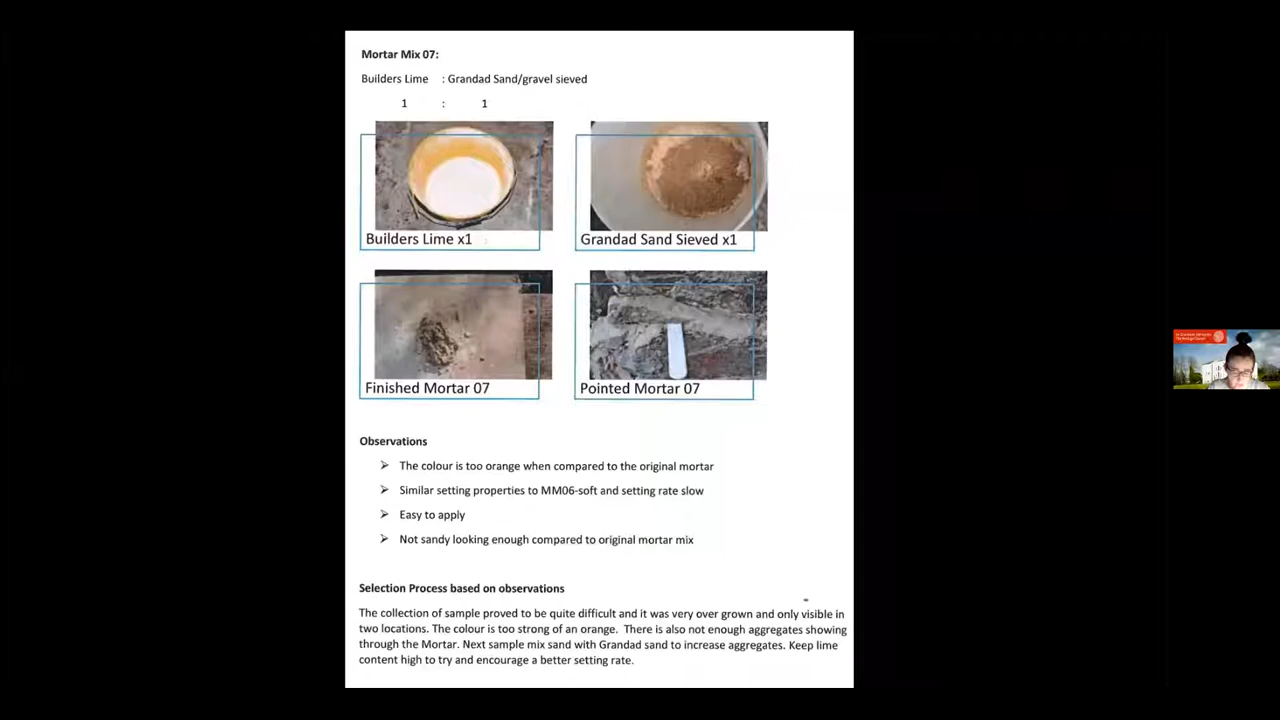 Mortar Mix 07:
Builders Lime : Grandad Sand/gravel sieved
1 : 1
Builders Lime x1
Grandad Sand Sieved x1
Finished Mortar 07
Pointed Mortar 07
Observations
➢ The colour is too orange when compared to the original mortar
➢ Similar setting properties to MM06-soft and setting rate slow
➢ Easy to apply
➢ Not sandy looking enough compared to original mortar mix
Selection Process based on observations
The collection of sample proved to be quite difficult and it was very over grown and only visible in
two locations. The colour is too strong of an orange. There is also not enough aggregates showing
through the Mortar. Next sample mix sand with Grandad sand to increase aggregates. Keep lime
content high to try and encourage a better setting rate.